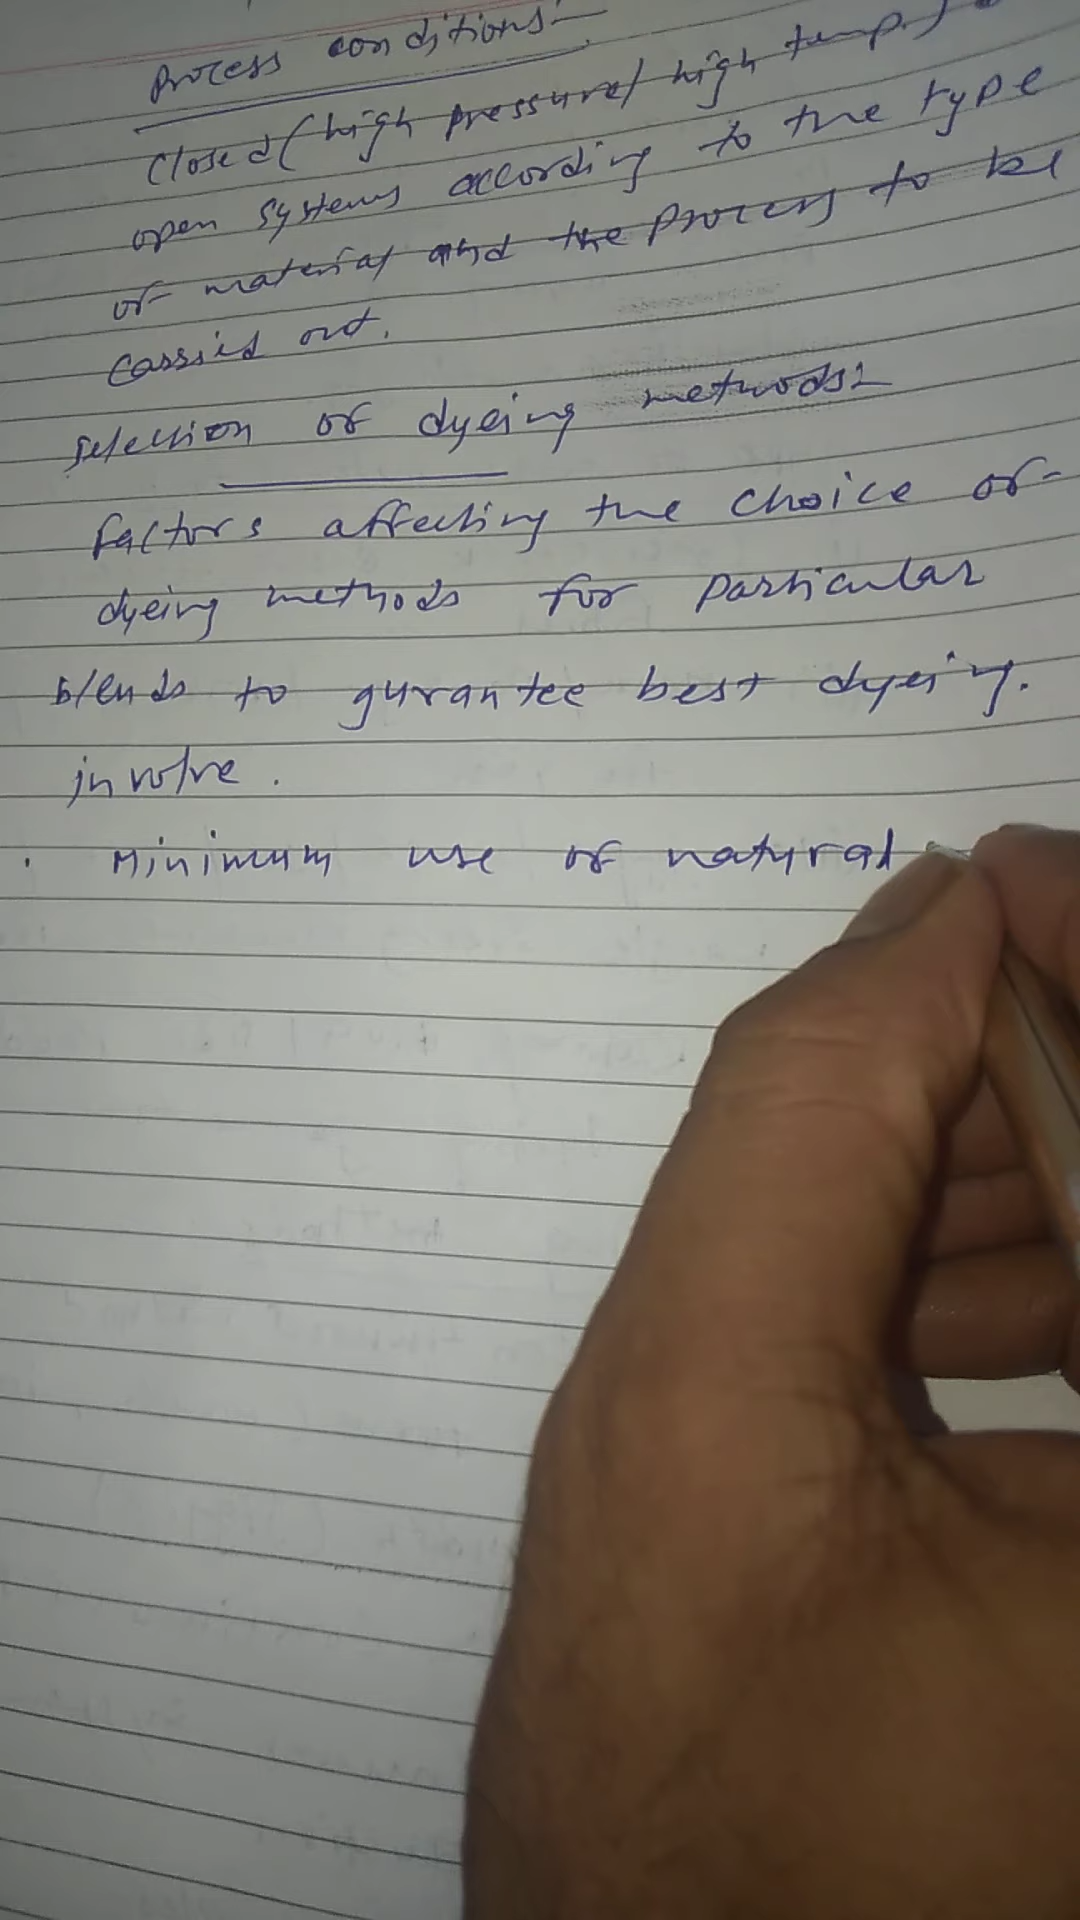 Process conditions:-
Closed (high pressure/ high temp)
open systems according to the type
of material and the process to be
carried out.
selection of dyeing methods:-
factors affecting the choice of
dyeing methods for particular
blends to gurantee best dyeing.
involve.
. Minimum use of natural